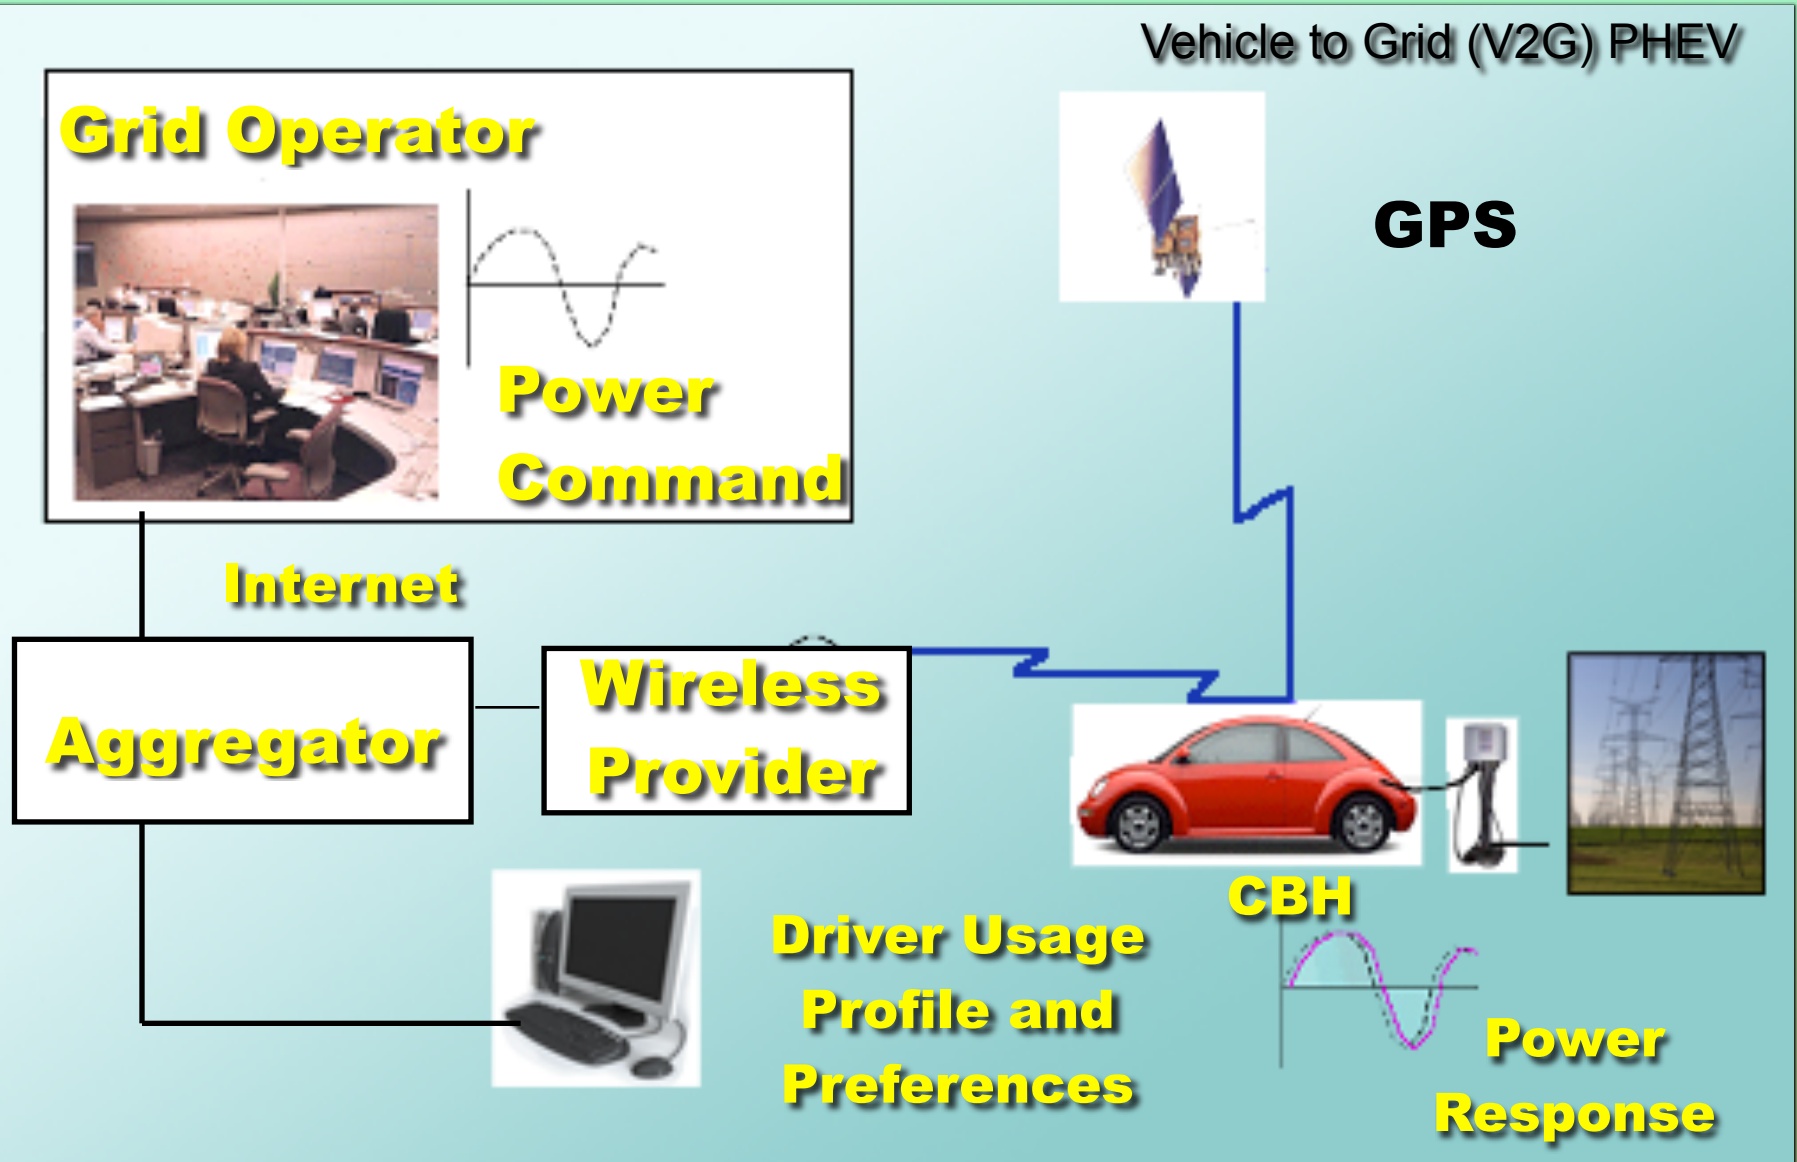 Vehicle to Grid (V2G) PHEV
Grid Operator
GPS
Power
Command
Internet
Wireless
Provider
Aggregator
CBH
Driver Usage
Profile and
Preferences
Power
Response